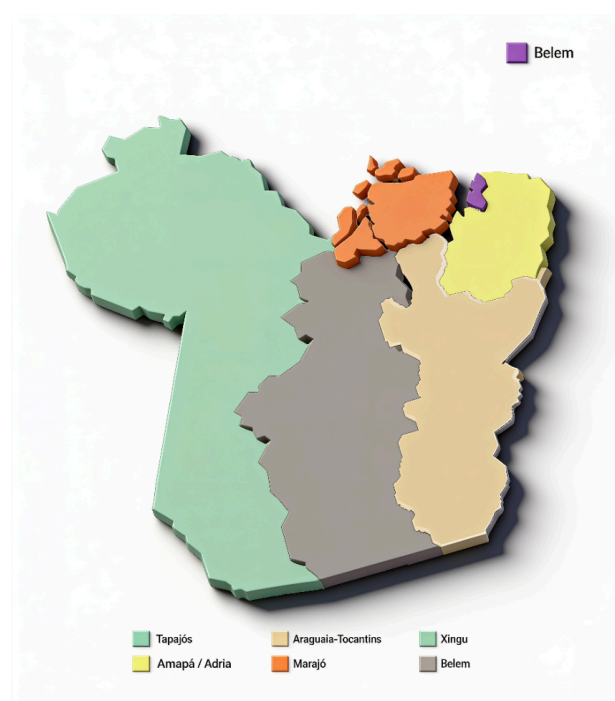 Belem
Tapajós
Araguaia-Tocantins
Xingu
Amapá / Adria
Marajó
Belem